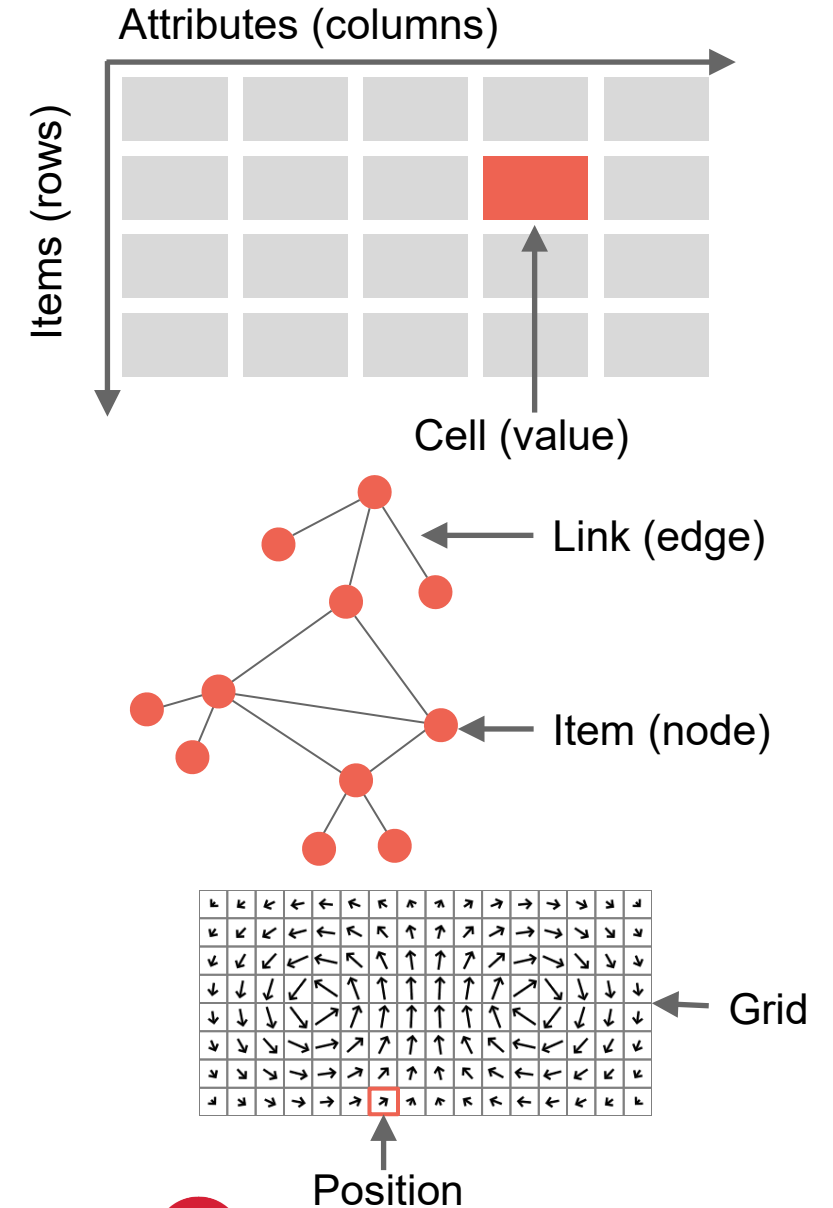 Attributes (columns)
Items (rows)
Cell (value)
Link (edge)
Item (node)
Grid
Position